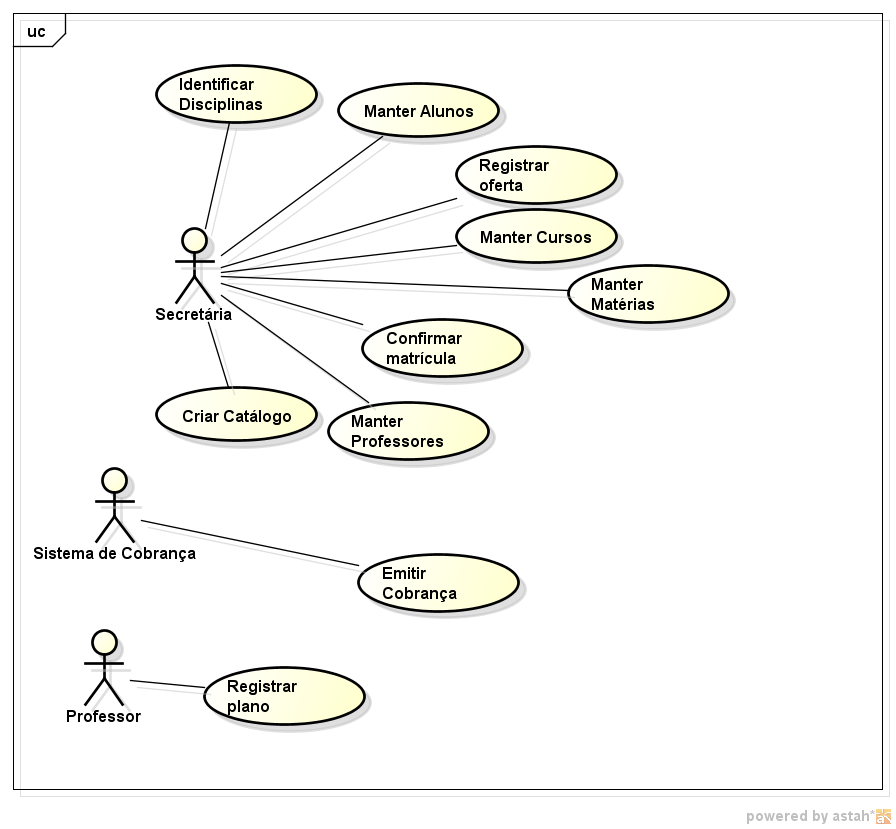 uc
Identificar
Disciplinas
Manter Alunos
Registrar
oferta
Manter Cursos
Manter
Matérias
Secretária
Confirmar
matrícula
Criar Catálogo
Manter
Professores
Sistema de Cobrança
Emitir
Cobrança
Professor
Registrar
plano
powered by astah*